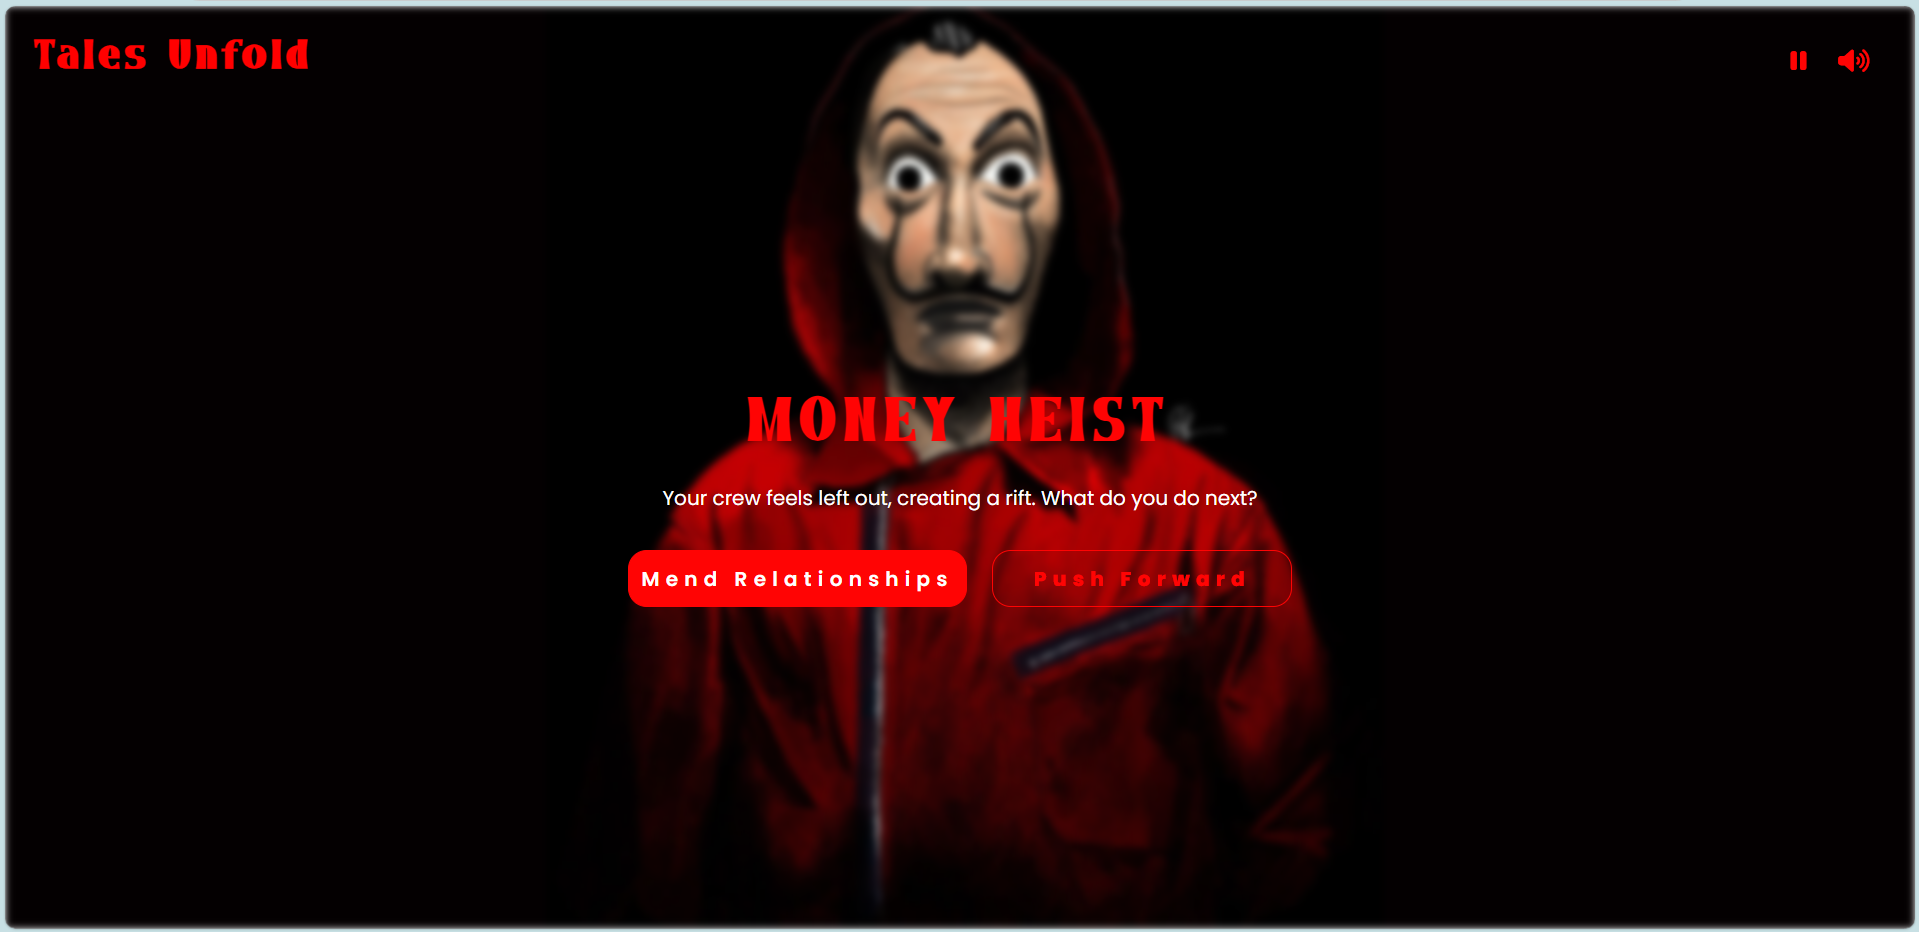 Tales Unfold
MONEY HEIST
Your crew feels left out, creating a rift. What do you do next?
Mend Relationships
Push Forward